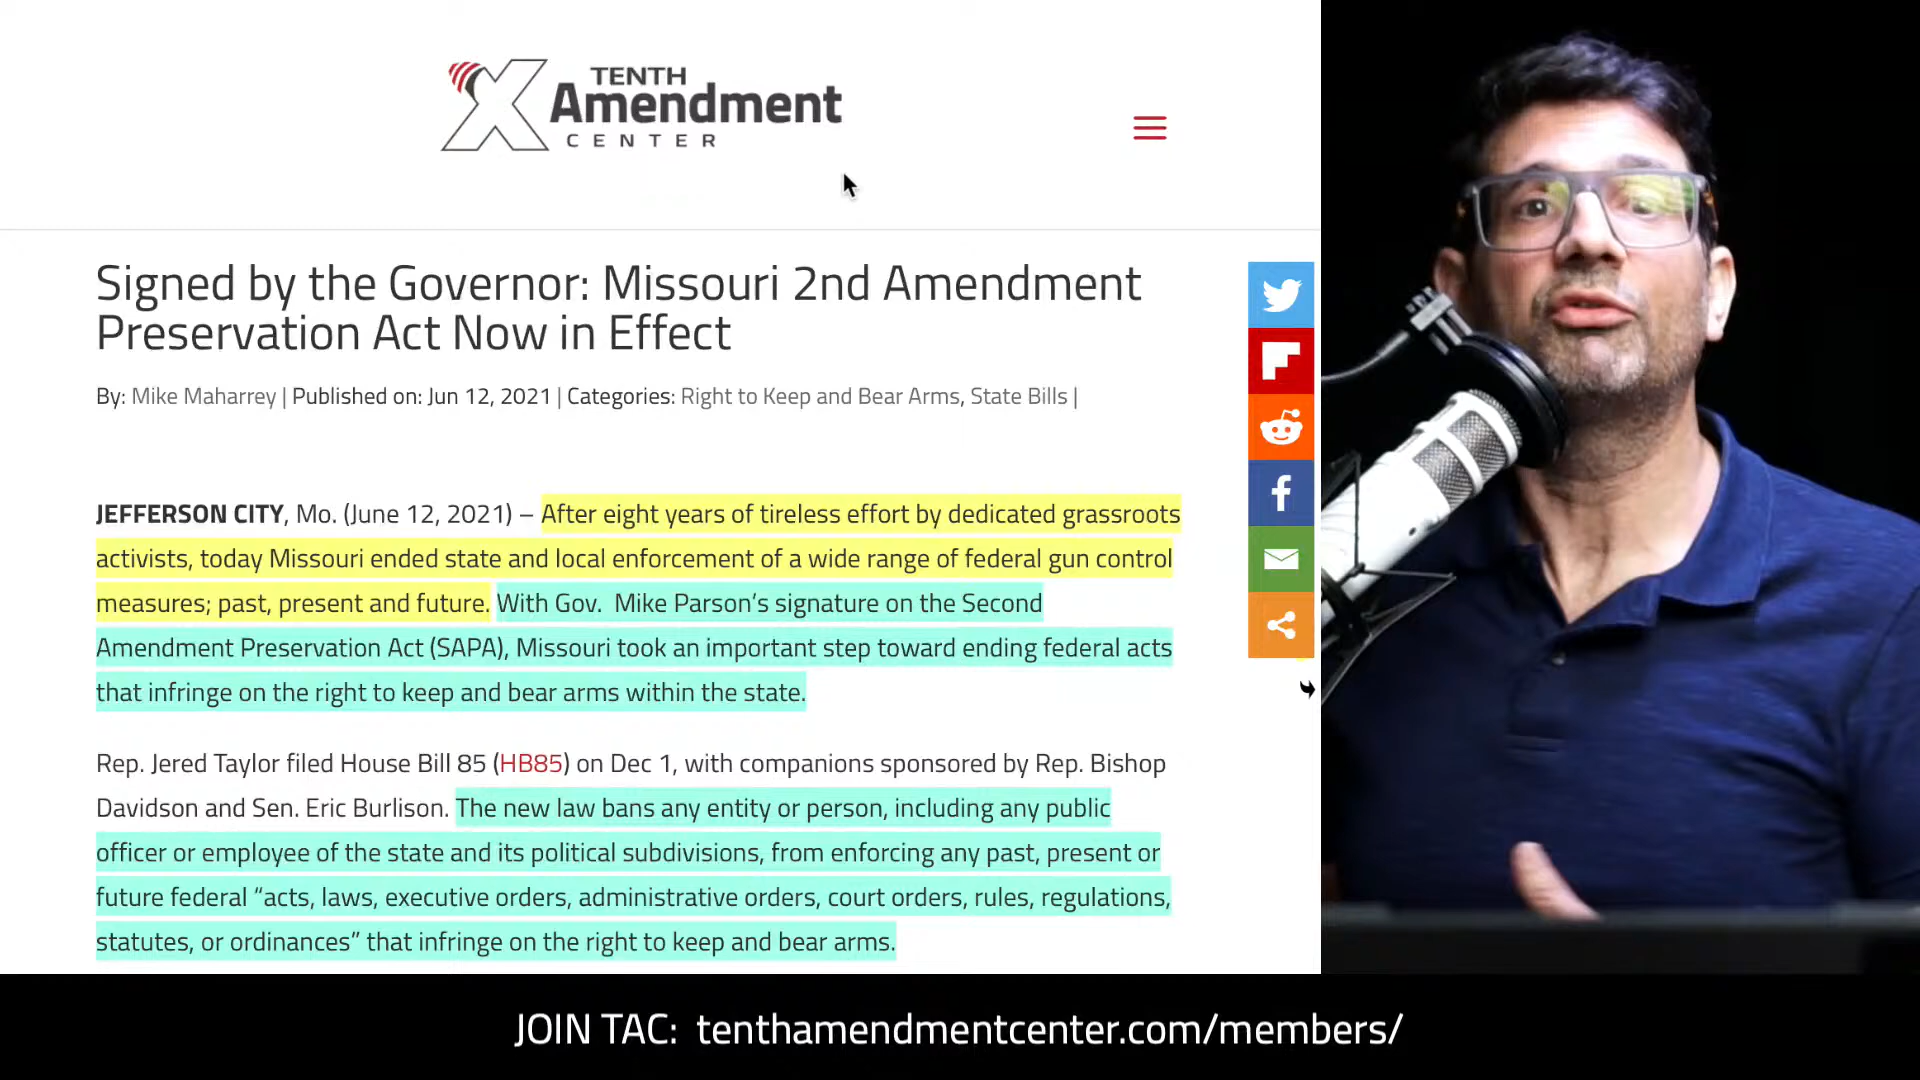 TENTH
Amendment
CENTER
Signed by the Governor: Missouri 2nd Amendment
Preservation Act Now in Effect
By: Mike Maharrey | Published on: Jun 12, 2021 | Categories: Right to Keep and Bear Arms, State Bills |
JEFFERSON CITY, Mo. (June 12, 2021) – After eight years of tireless effort by dedicated grassroots
activists, today Missouri ended state and local enforcement of a wide range of federal gun control
measures; past, present and future. With Gov.  Mike Parson’s signature on the Second
Amendment Preservation Act (SAPA), Missouri took an important step toward ending federal acts
that infringe on the right to keep and bear arms within the state.
Rep. Jered Taylor filed House Bill 85 (HB85) on Dec 1, with companions sponsored by Rep. Bishop
Davidson and Sen. Eric Burlison. The new law bans any entity or person, including any public
officer or employee of the state and its political subdivisions, from enforcing any past, present or
future federal “acts, laws, executive orders, administrative orders, court orders, rules, regulations,
statutes, or ordinances” that infringe on the right to keep and bear arms.
JOIN TAC: tenthamendmentcenter.com/members/